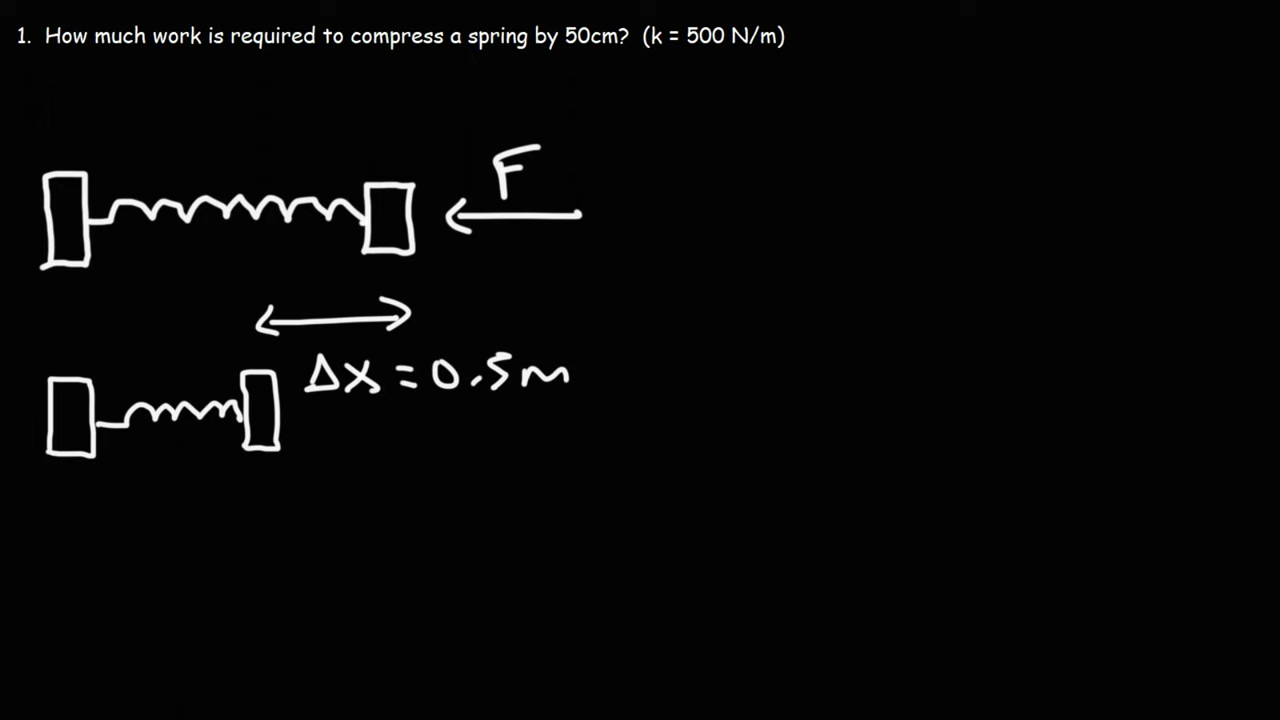 1. How much work is required to compress a spring by 50cm? (k = 500 N/m)
F
Δx = 0.5m